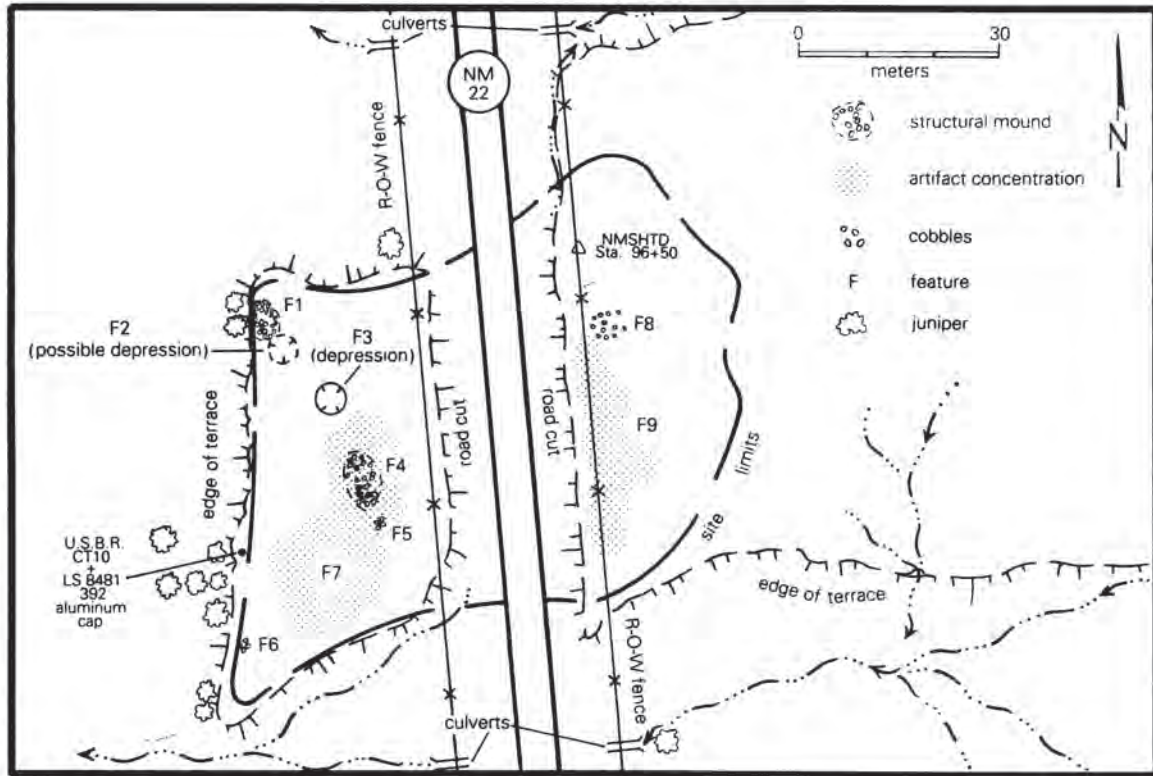 culverts
0 30
meters
NM
22
N
R-O-W fence
structural mound
artifact concentration
cobbles
F feature
juniper
NMSHTD
Sta. 96+50
F1
F2
(possible depression)
F3
(depression)
F8
road cut
road cut
F9
limits
site
edge of terrace
F4
F5
U.S.B.R.
CT10
+
LS 8481
392
aluminum
cap
F7
edge of terrace
F6
R-O-W fence
culverts